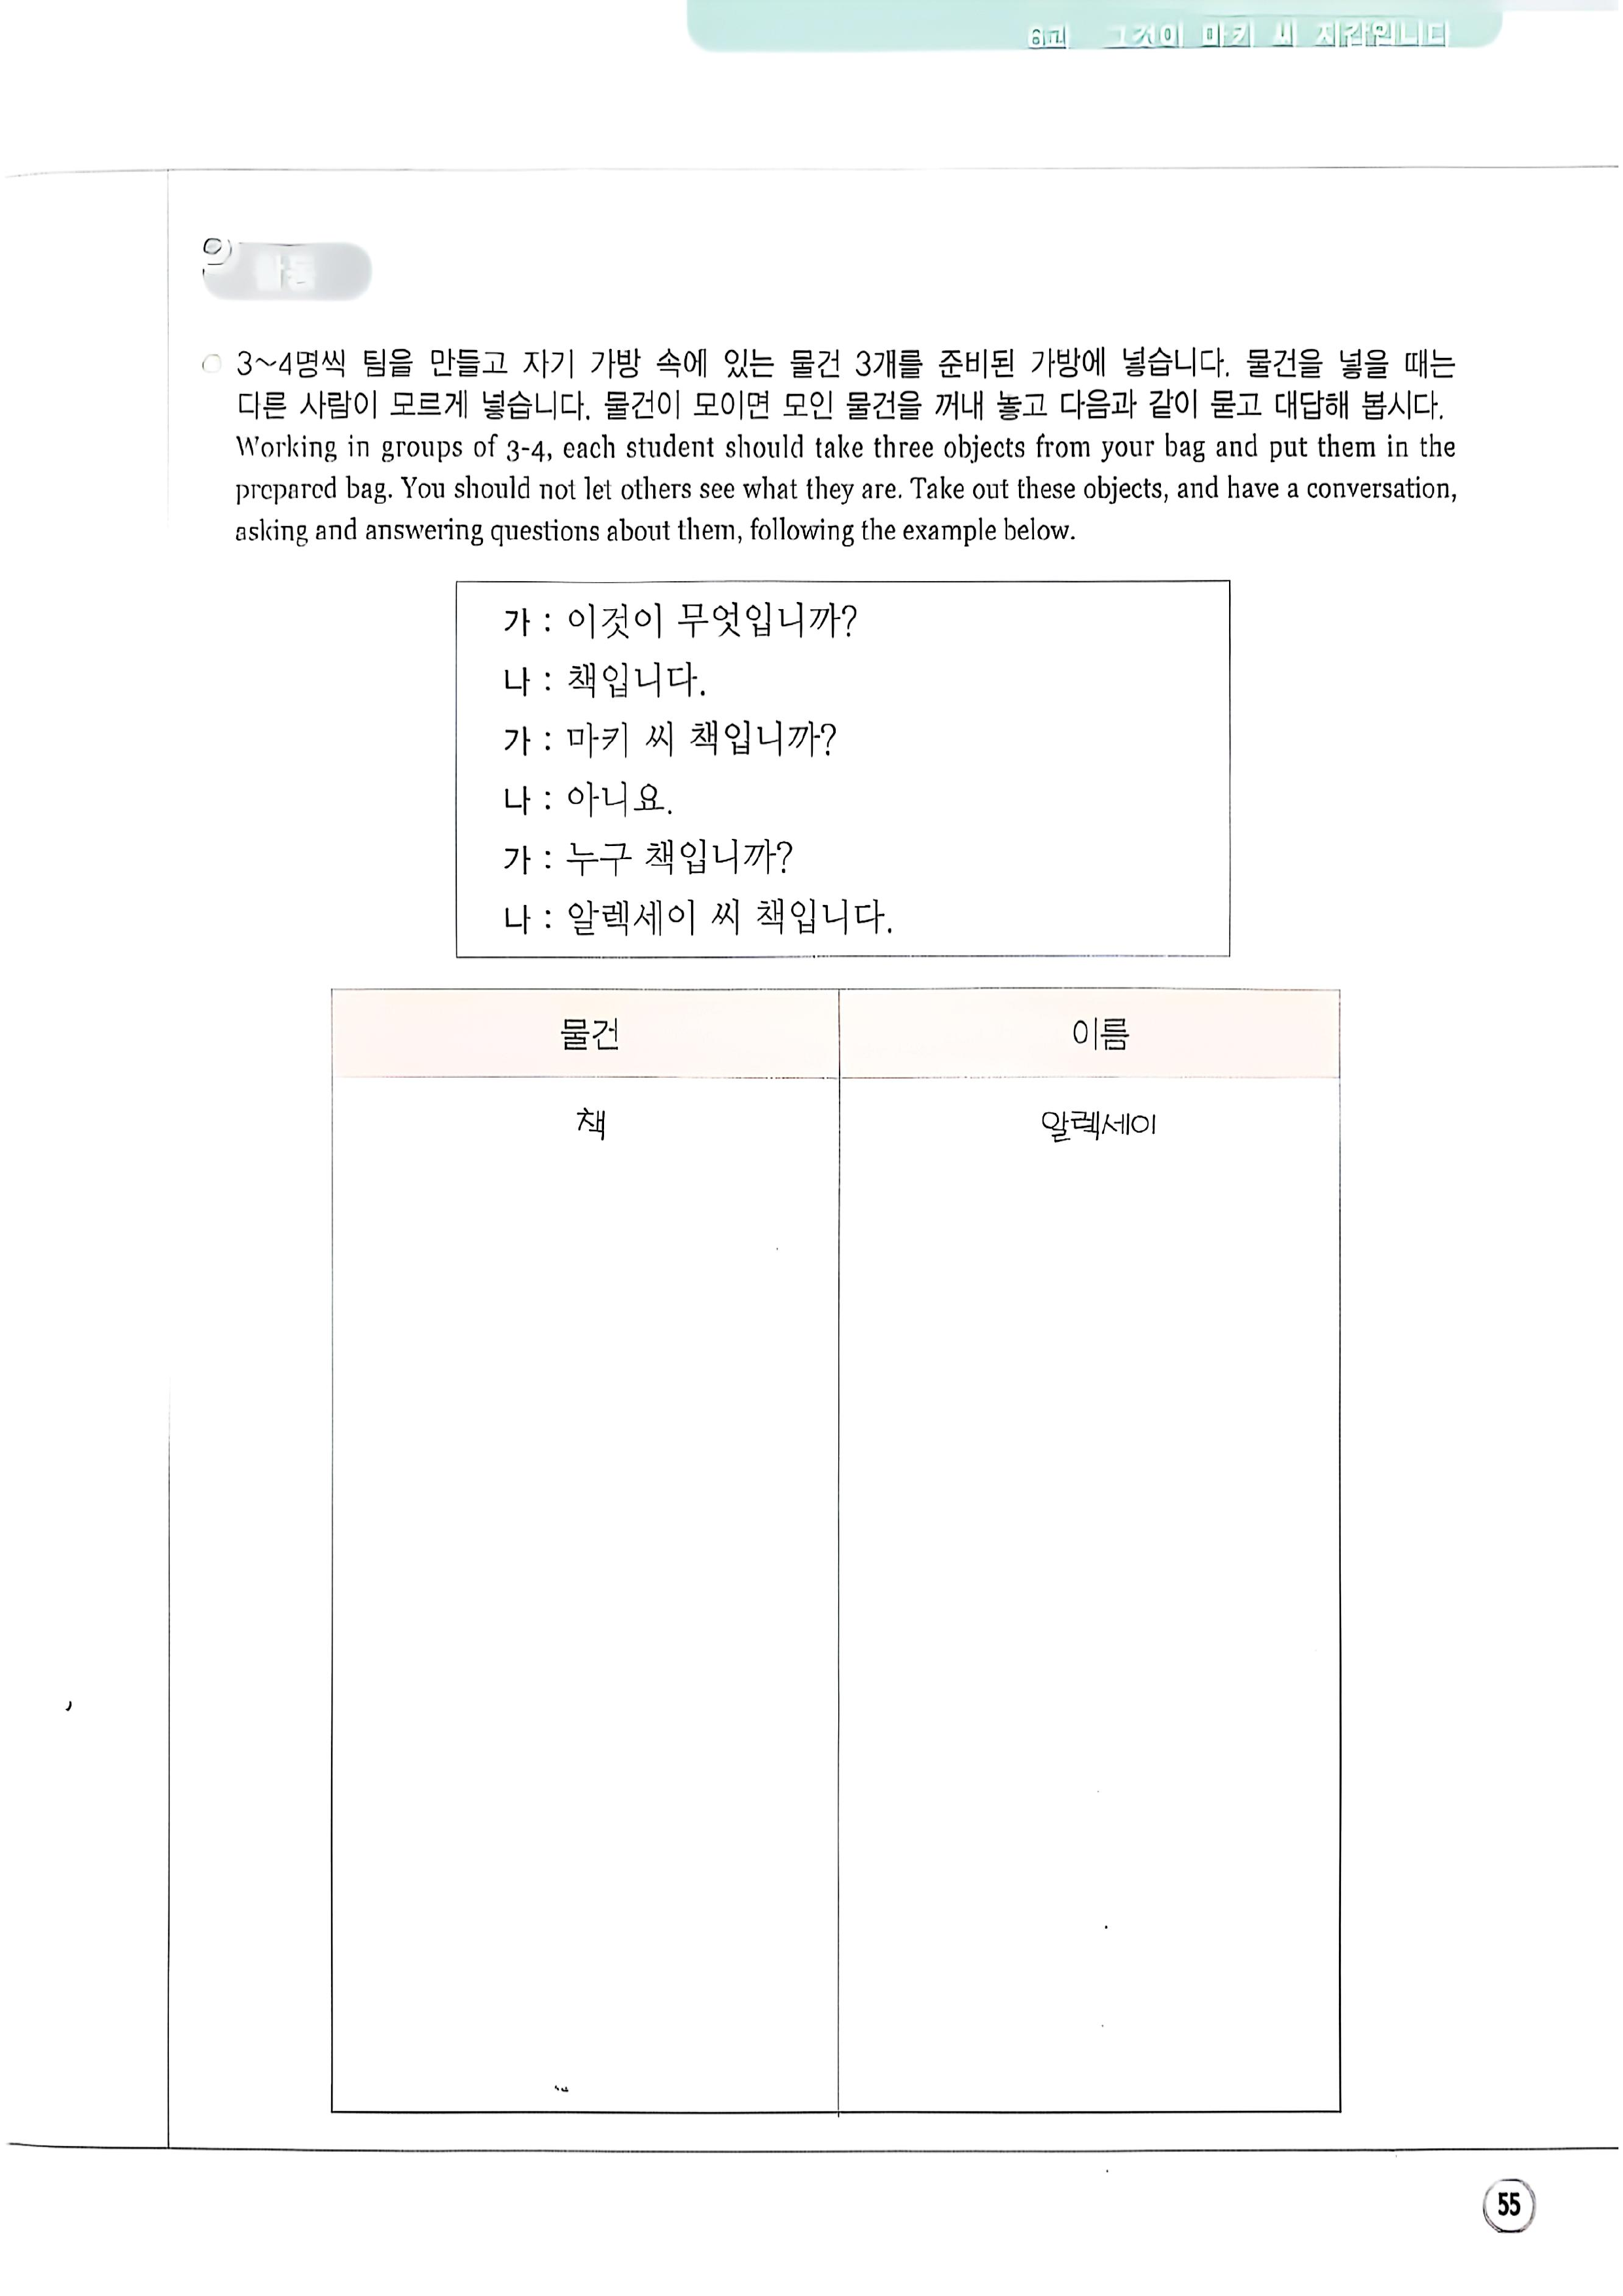 6과 그것이 마키 씨 지갑입니다
활동
3~4명씩 팀을 만들고 자기 가방 속에 있는 물건 3개를 준비된 가방에 넣습니다. 물건을 넣을 때는
다른 사람이 모르게 넣습니다. 물건이 모이면 모인 물건을 꺼내 놓고 다음과 같이 묻고 대답해 봅시다.
Working in groups of 3-4, each student should take three objects from your bag and put them in the
prepared bag. You should not let others see what they are. Take out these objects, and have a conversation,
asking and answering questions about them, following the example below.
가 : 이것이 무엇입니까?
나 : 책입니다.
가 : 마키 씨 책입니까?
나 : 아니요.
가 : 누구 책입니까?
나 : 알렉세이 씨 책입니다.
물건 이름
책 알렉세이
55